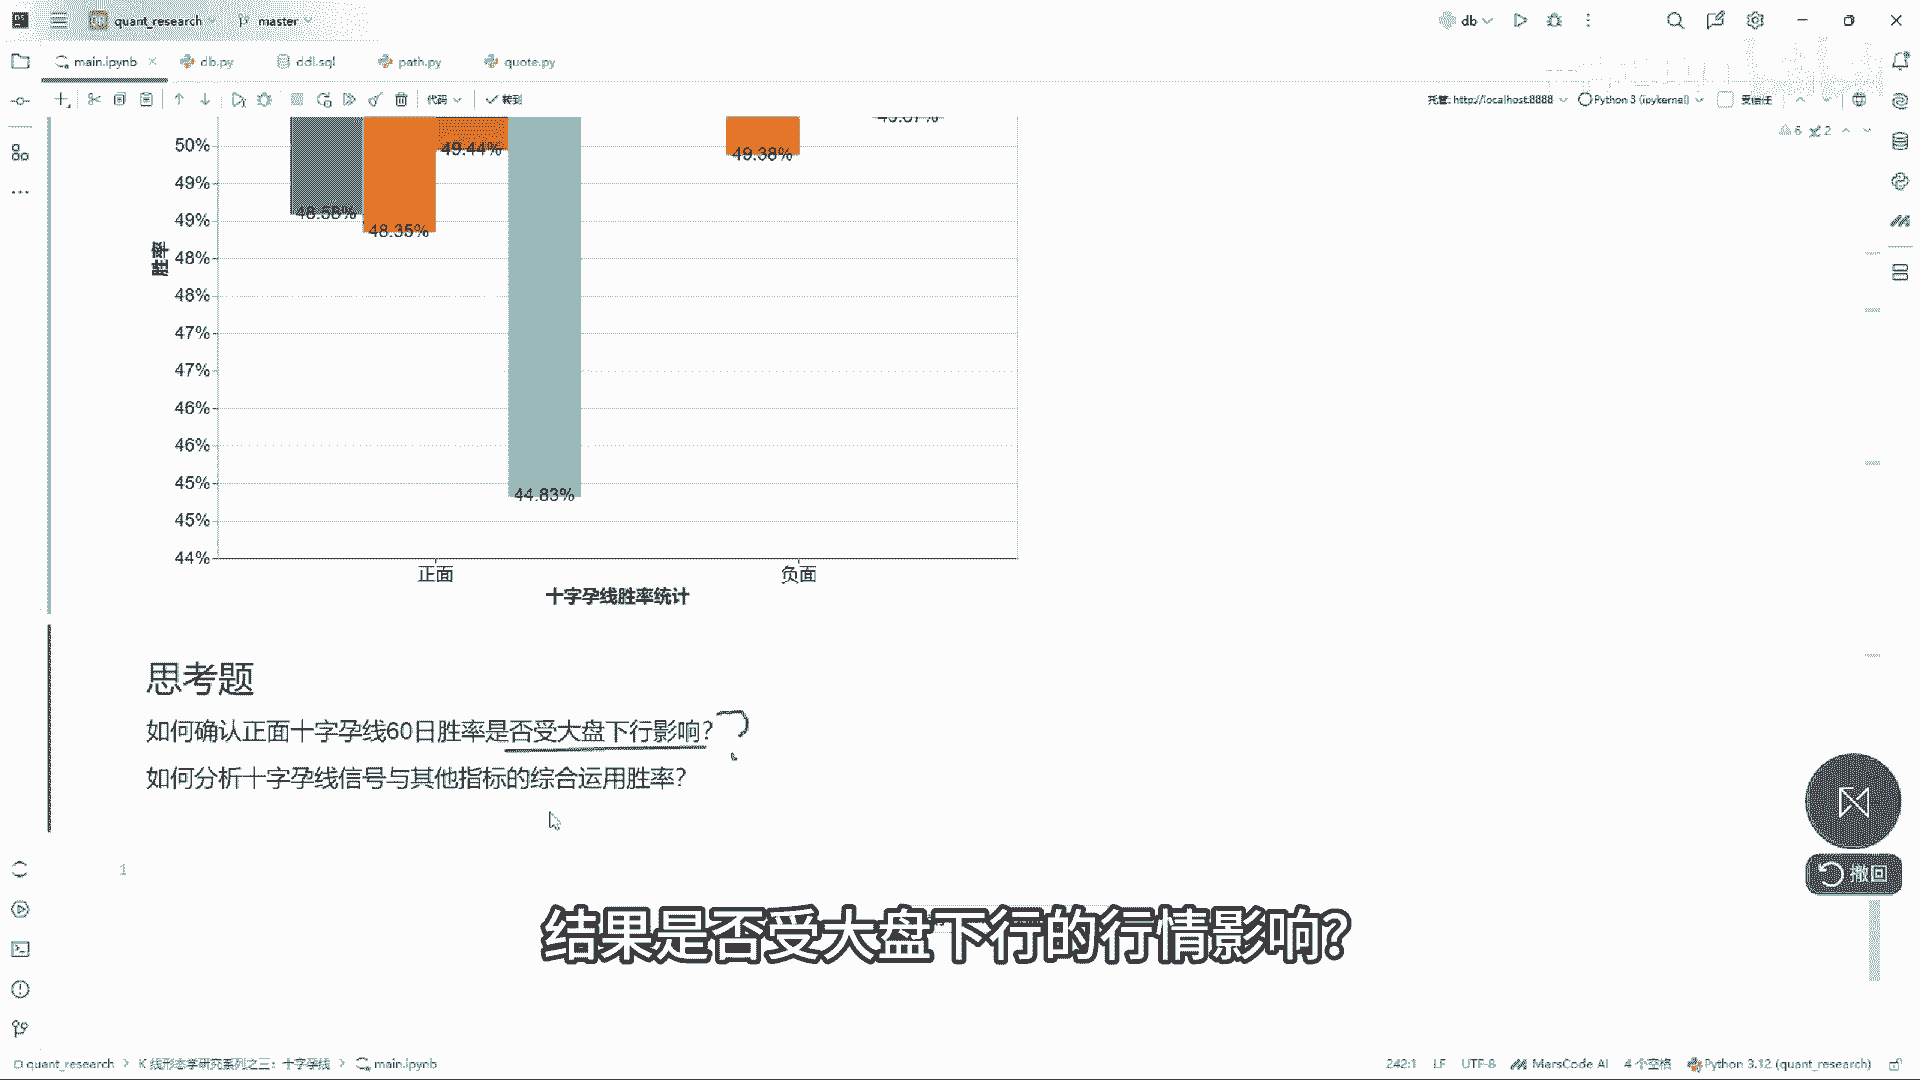 quant_research
master
db
main.ipynb
db.py
ddl.sql
path.py
quote.py
代码
转到
托管: http://localhost:8888
Python 3 (ipykernel)
受信任
6
2
50%
49%
49%
48%
48%
47%
47%
46%
46%
45%
45%
44%
胜率
48.58%
48.35%
49.44%
44.83%
49.38%
正面
负面
十字孕线胜率统计
思考题
如何确认正面十字孕线60日胜率是否受大盘下行影响?
如何分析十字孕线信号与其他指标的综合运用胜率?
1
撤回
结果是否受大盘下行的行情影响?
quant_research
K 线形态学研究系列之三：十字孕线
main.ipynb
242:1
LF
UTF-8
MarsCode AI
4 个空格
Python 3.12 (quant_research)